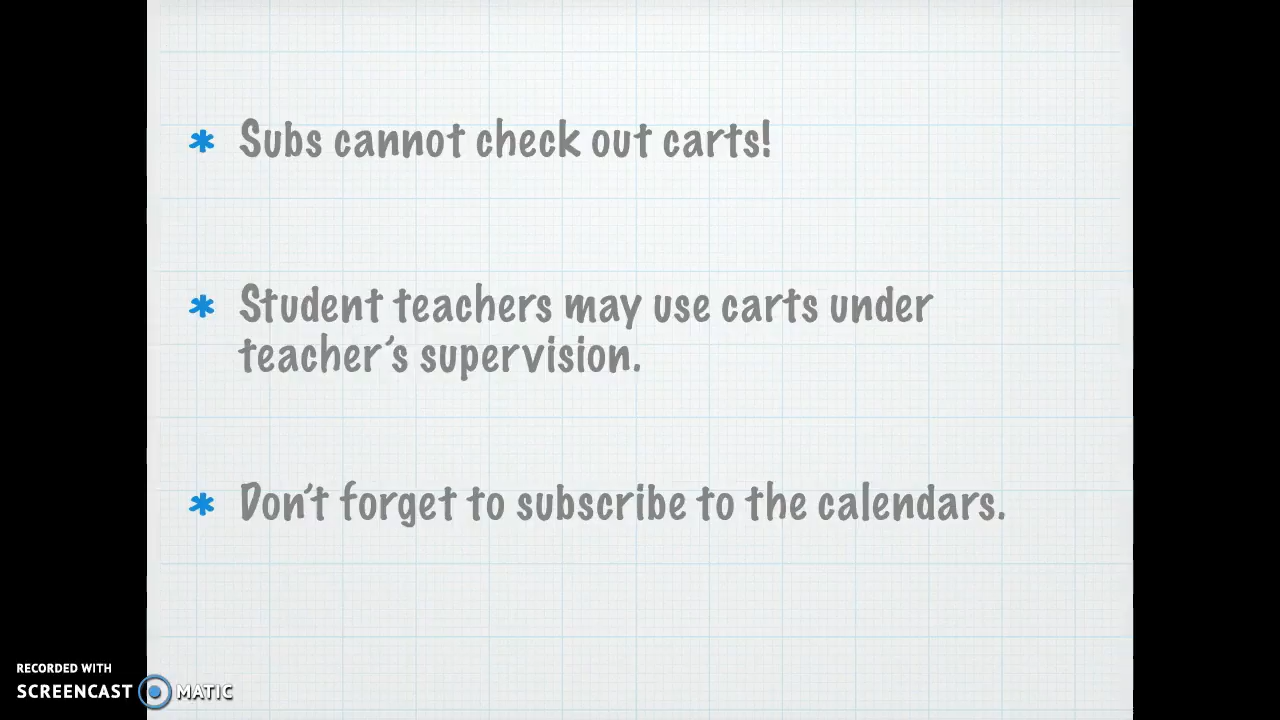 * Subs cannot check out carts!
* Student teachers may use carts under
teacher's supervision.
* Don't forget to subscribe to the calendars.
RECORDED WITH
SCREENCAST MATIC